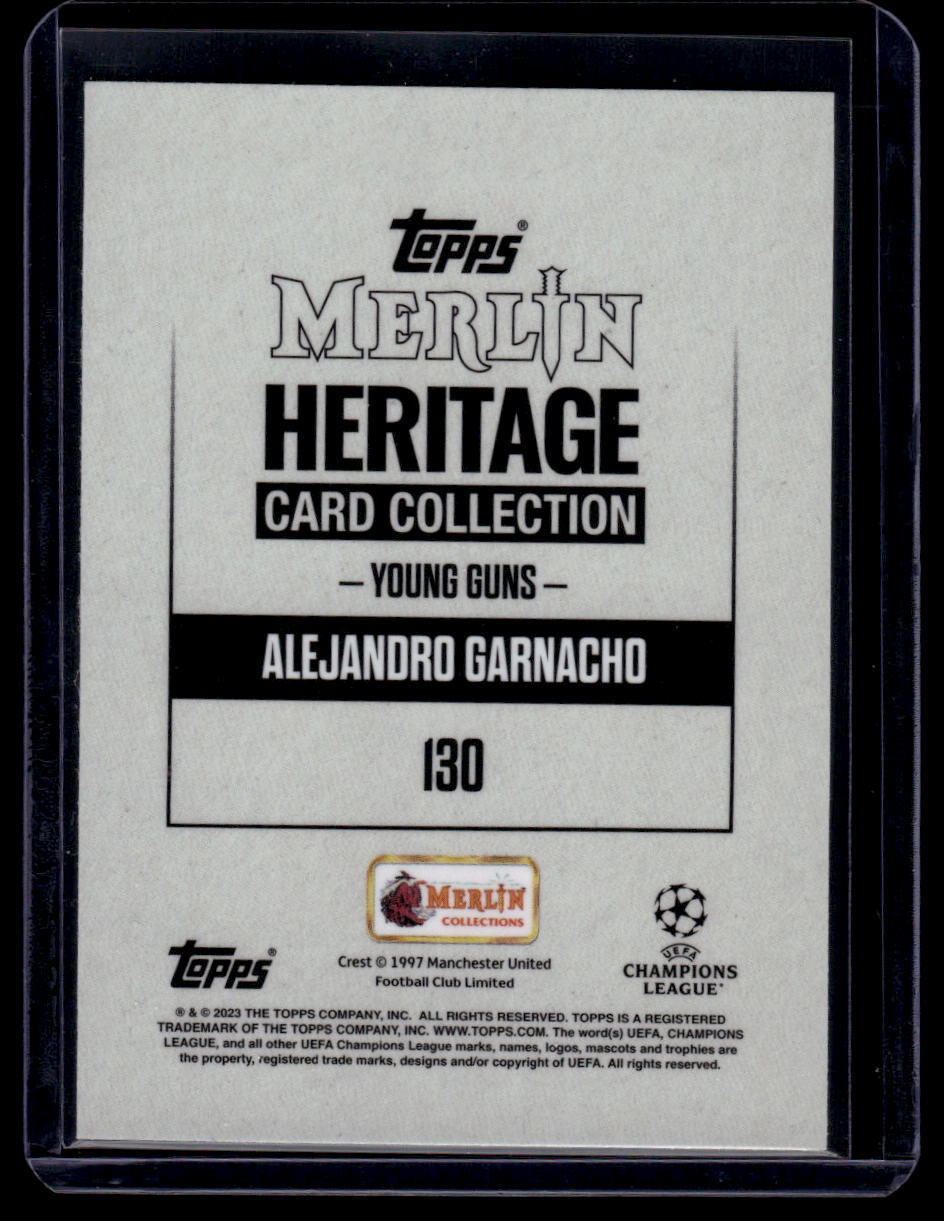 Topps®
MERLIN
HERITAGE
CARD COLLECTION
– YOUNG GUNS –
ALEJANDRO GARNACHO
130
MERLIN
COLLECTIONS
Topps®
Crest © 1997 Manchester United
Football Club Limited
UEFA
CHAMPIONS
LEAGUE®
® & © 2023 THE TOPPS COMPANY, INC. ALL RIGHTS RESERVED. TOPPS IS A REGISTERED
TRADEMARK OF THE TOPPS COMPANY, INC. WWW.TOPPS.COM. The word(s) UEFA, CHAMPIONS
LEAGUE, and all other UEFA Champions League marks, names, logos, mascots and trophies are
the property, registered trade marks, designs and/or copyright of UEFA. All rights reserved.